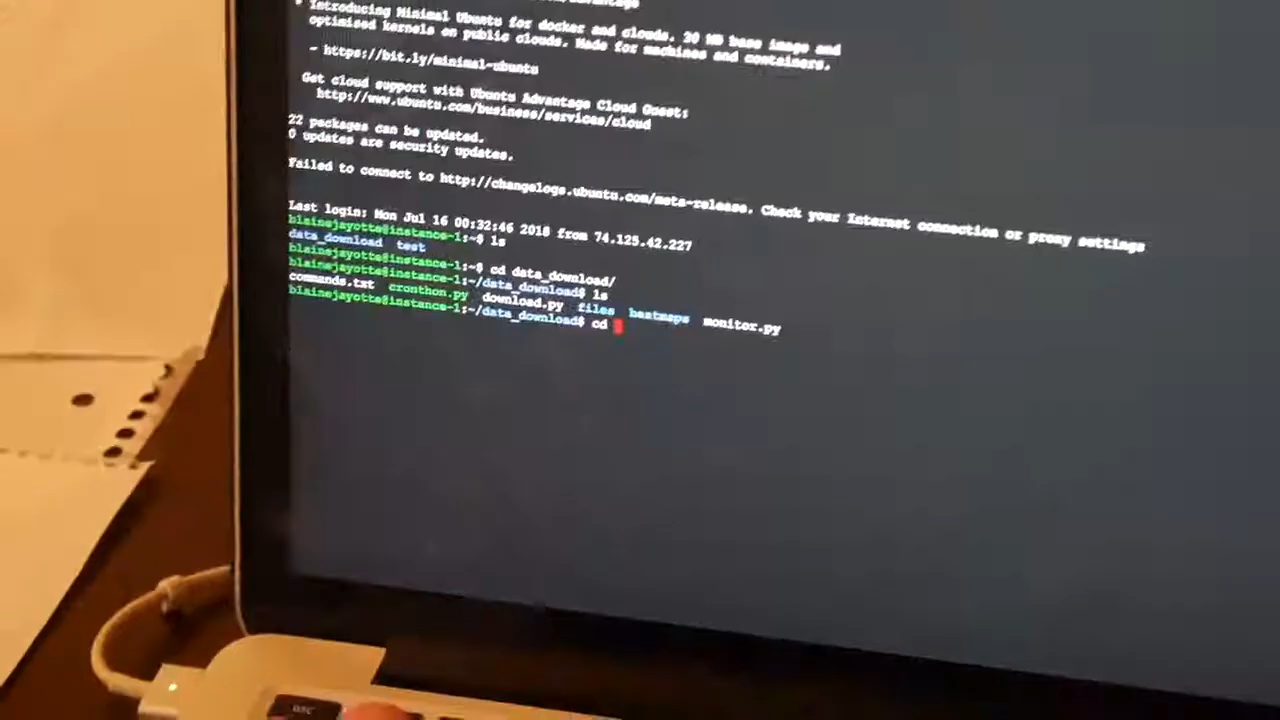 * Introducing Minimal Ubuntu for docker and clouds. 30 MB base image and
optimised kernels on public clouds. Made for machines and containers.
- https://bit.ly/minimal-ubuntu
Get cloud support with Ubuntu Advantage Cloud Guest:
http://www.ubuntu.com/business/services/cloud
22 packages can be updated.
0 updates are security updates.
Failed to connect to http://changelogs.ubuntu.com/meta-release. Check your Internet connection or proxy settings
Last login: Mon Jul 16 00:32:46 2018 from 74.125.42.227
blainejayotte@instance-1:~$ ls
data_download test
blainejayotte@instance-1:~$ cd data_download/
blainejayotte@instance-1:~/data_download$ ls
commands.txt cronthon.py download.py files heatmaps monitor.py
blainejayotte@instance-1:~/data_download$ cd
esc